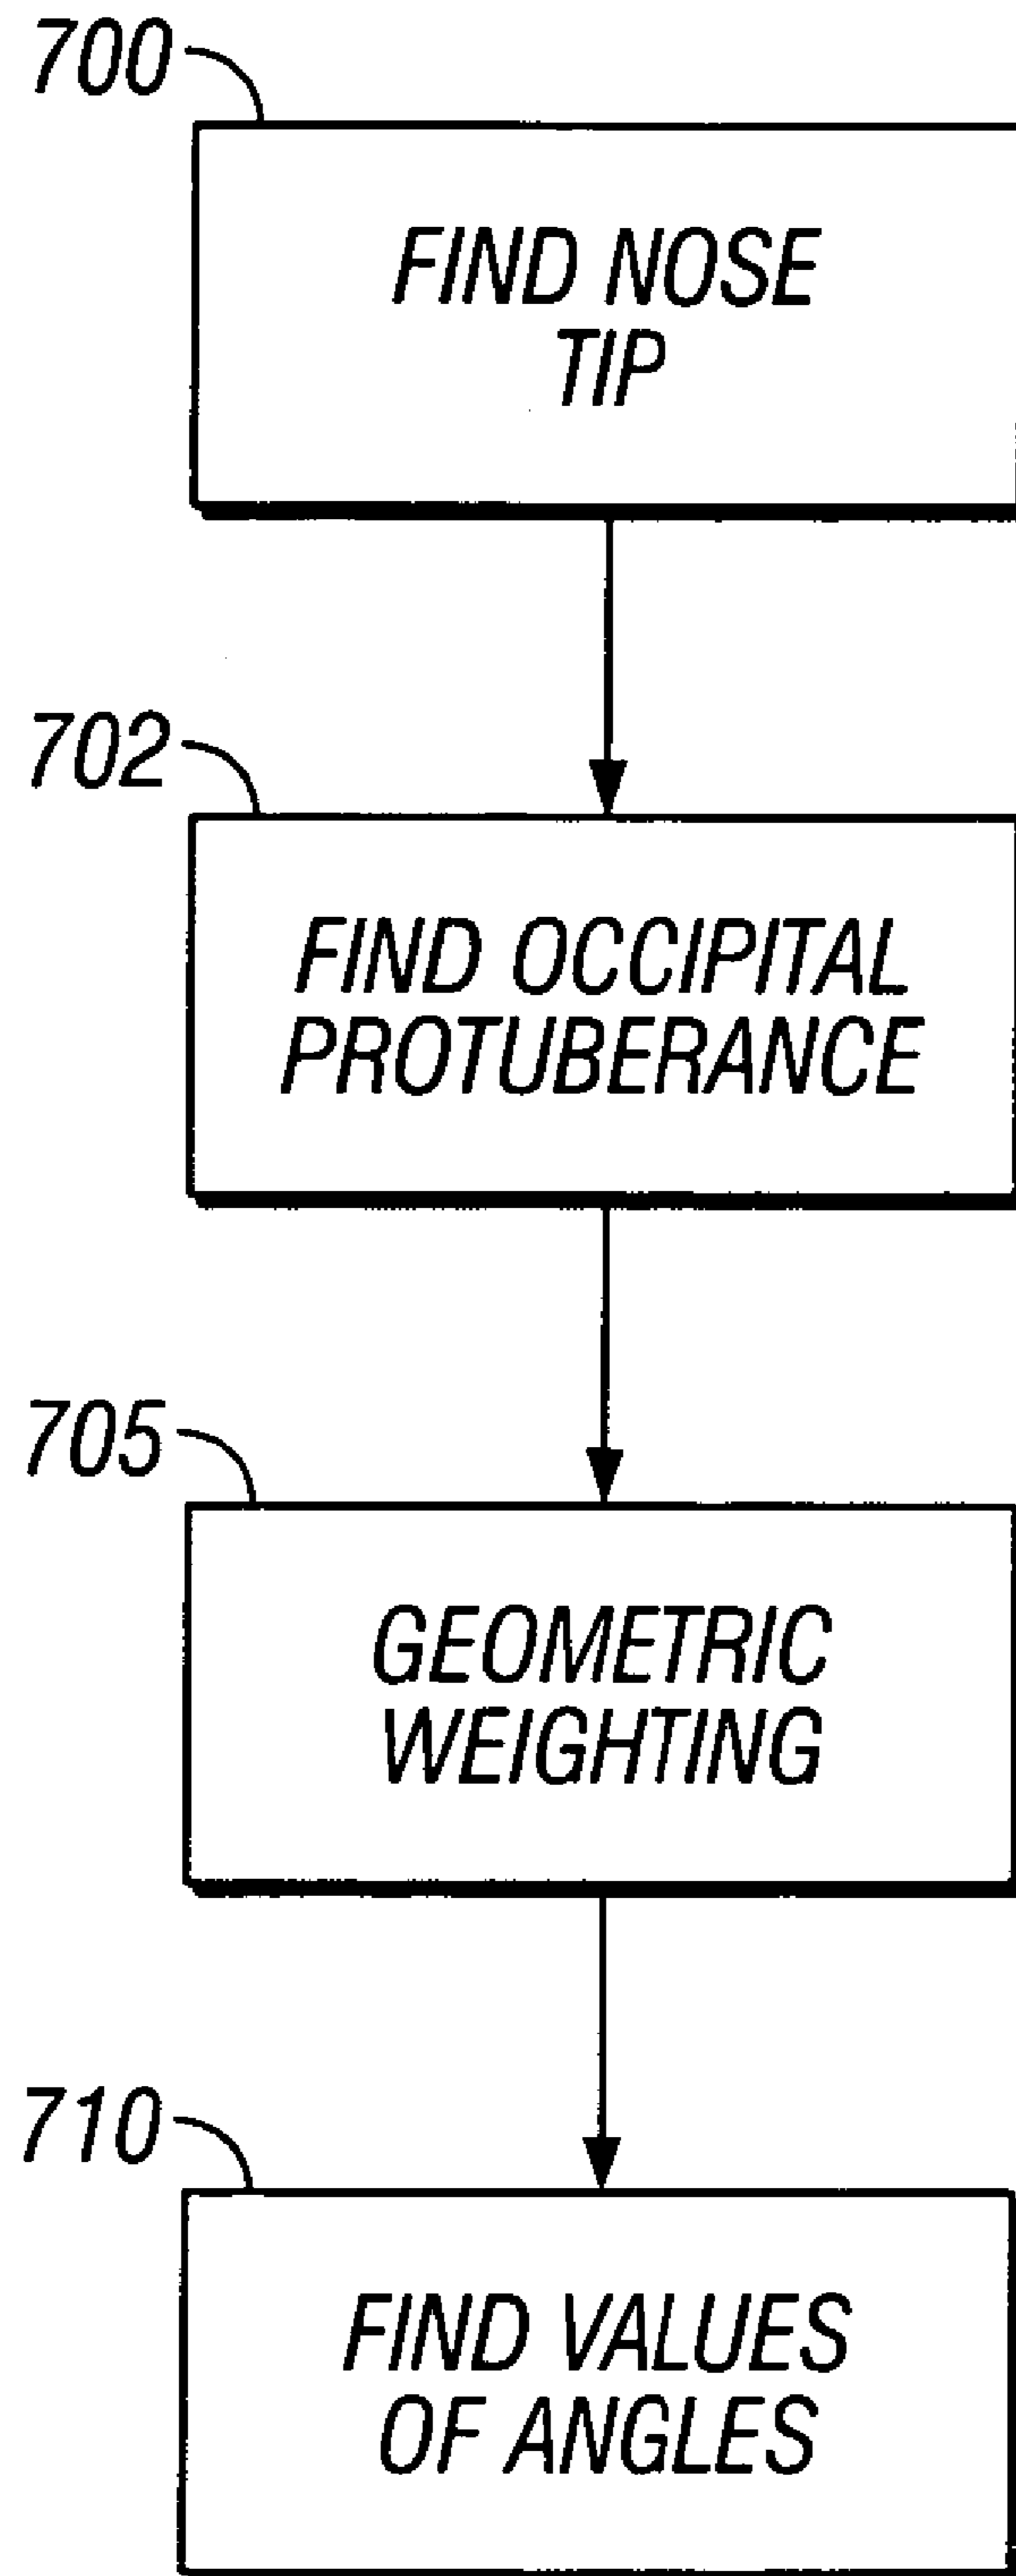 700
FIND NOSE
TIP
702
FIND OCCIPITAL
PROTUBERANCE
705
GEOMETRIC
WEIGHTING
710
FIND VALUES
OF ANGLES